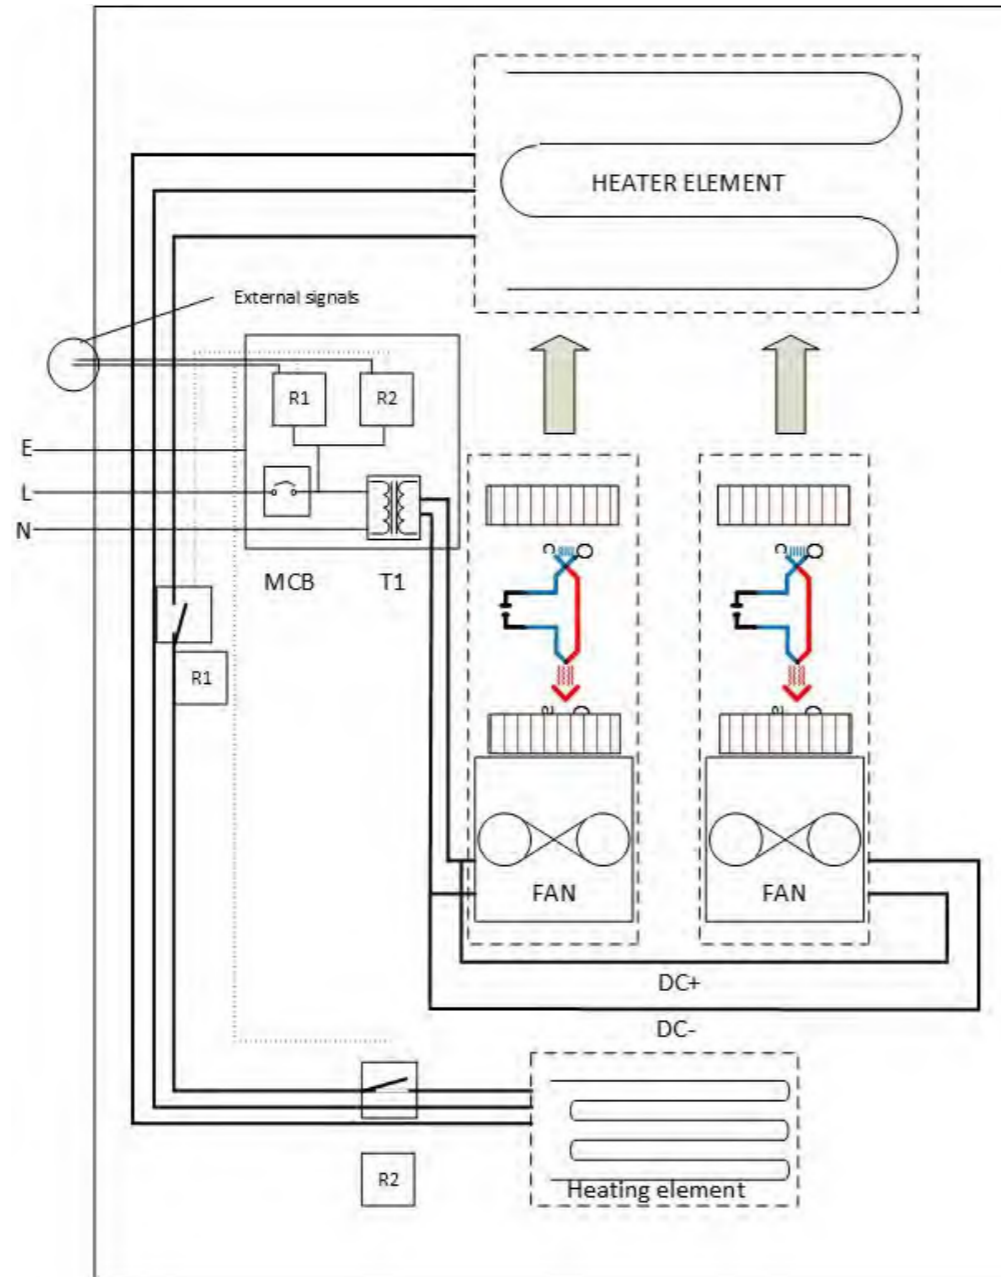 HEATER ELEMENT
External signals
R1
R2
E
L
N
MCB
T1
R1
FAN
FAN
DC+
DC-
R2
Heating element